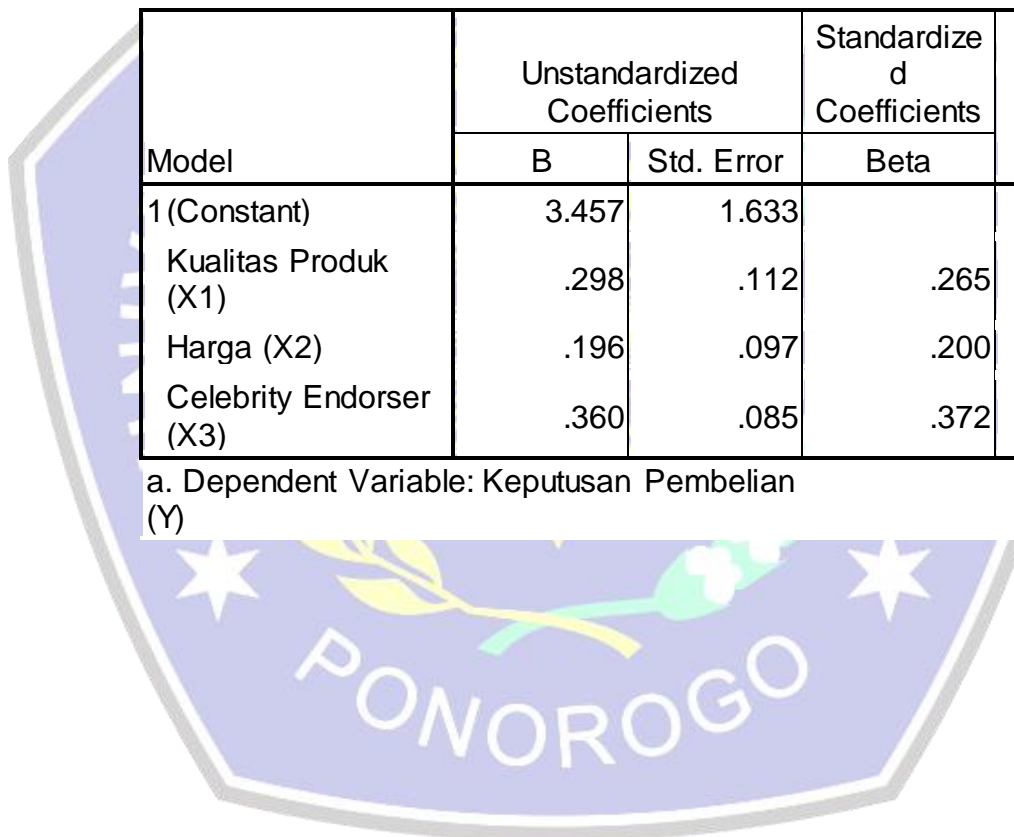 Model
Unstandardized
Coefficients
Standardize
d
Coefficients
B Std. Error Beta
1 (Constant) 3.457 1.633
Kualitas Produk
(X1) .298 .112 .265
Harga (X2) .196 .097 .200
Celebrity Endorser
(X3) .360 .085 .372
a. Dependent Variable: Keputusan Pembelian
(Y)
PONOROGO